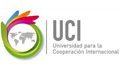 UCI
Universidad para la
Cooperación Internacional